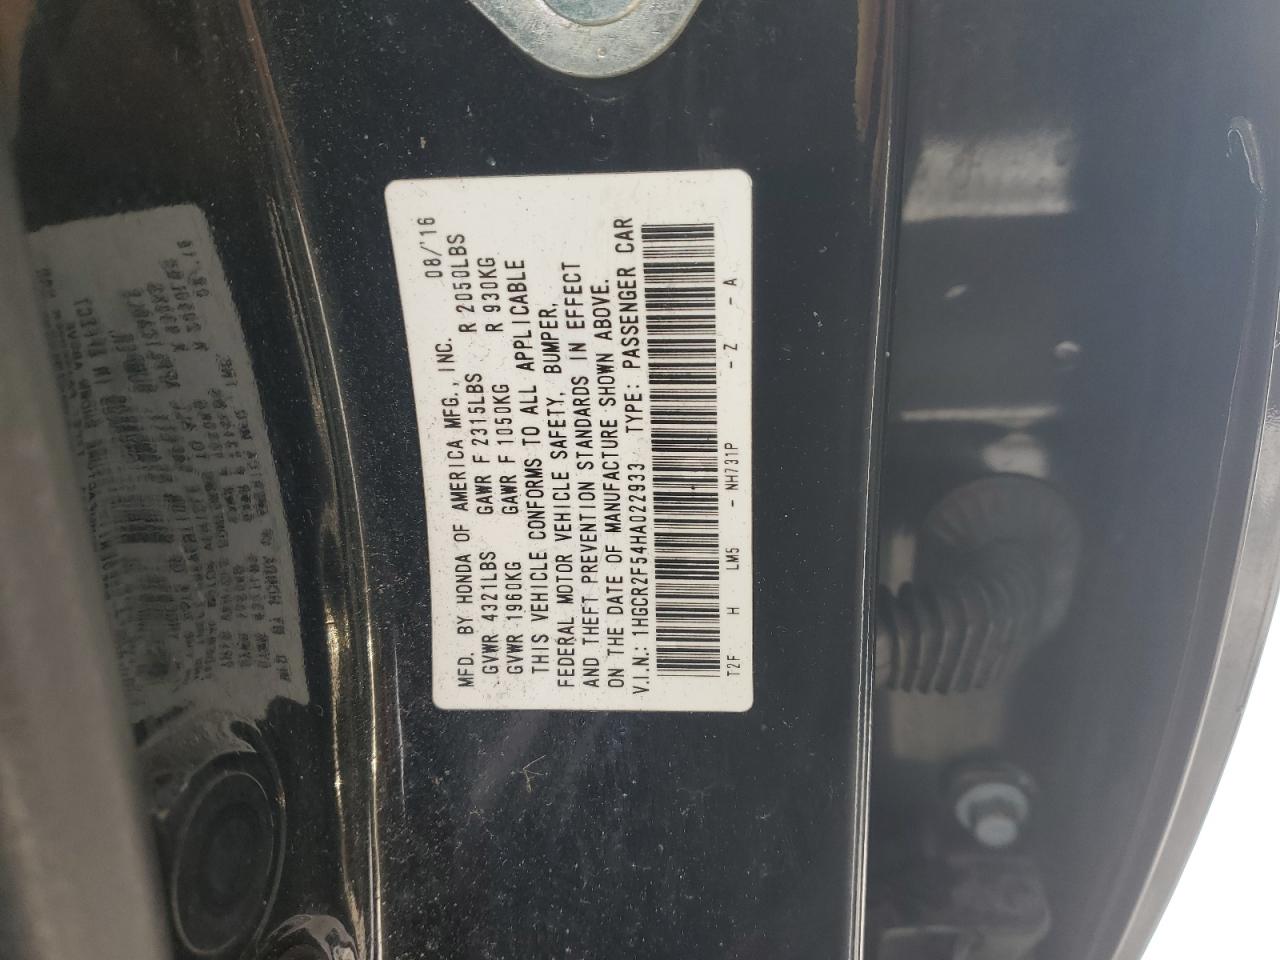 MFD. BY HONDA OF AMERICA MFG., INC. 08/'16
GVWR 4321LBS GAWR F 2315LBS R 2050LBS
GVWR 1960KG GAWR F 1050KG R 930KG
THIS VEHICLE CONFORMS TO ALL APPLICABLE
FEDERAL MOTOR VEHICLE SAFETY, BUMPER,
AND THEFT PREVENTION STANDARDS IN EFFECT
ON THE DATE OF MANUFACTURE SHOWN ABOVE.
V.I.N.: 1HGCR2F54HA022933 TYPE: PASSENGER CAR
T2F H LM5 - NH731P - Z - A